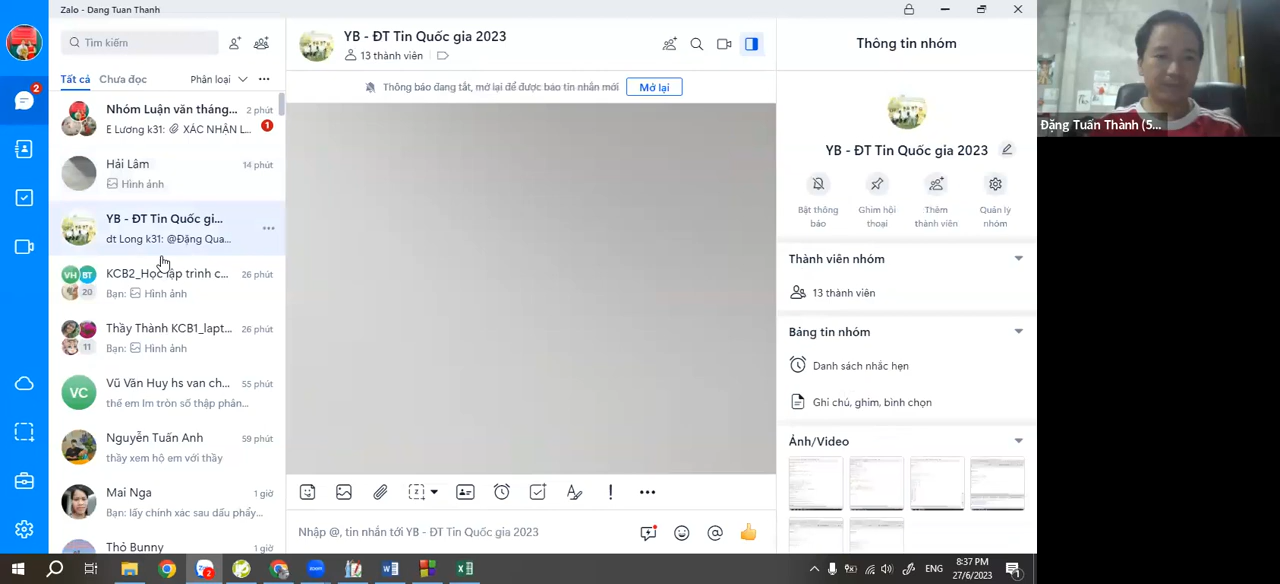 Zalo - Dang Tuan Thanh
Tìm kiếm
Tất cả
Chưa đọc
Phân loại
Nhóm Luận văn tháng...
2 phút
E Lương k31: XÁC NHẬN L...
1
Hải Lâm
14 phút
Hình ảnh
YB - ĐT Tin Quốc gi...
dt Long k31: @Đặng Qua...
KCB2_Học lập trình c...
26 phút
Bạn: Hình ảnh
VH
BT
20
Thầy Thành KCB1_lapt...
26 phút
Bạn: Hình ảnh
11
Vũ Văn Huy hs van ch...
55 phút
thế em lm tròn số thập phân...
VC
Nguyễn Tuấn Anh
59 phút
thầy xem hộ em với thầy
Mai Nga
1 giờ
Bạn: lấy chính xác sau dấu phẩy...
Thỏ Bunny
1 giờ
2
YB - ĐT Tin Quốc gia 2023
13 thành viên
Thông báo đang tắt, mở lại để được báo tin nhắn mới
Mở lại
Nhập @, tin nhắn tới YB - ĐT Tin Quốc gia 2023
Thông tin nhóm
YB - ĐT Tin Quốc gia 2023
Bật thông báo
Ghim hội thoại
Thêm thành viên
Quản lý nhóm
Thành viên nhóm
13 thành viên
Bảng tin nhóm
Danh sách nhắc hẹn
Ghi chú, ghim, bình chọn
Ảnh/Video
Đặng Tuấn Thành (5...
2
ENG
8:37 PM
27/6/2023
1